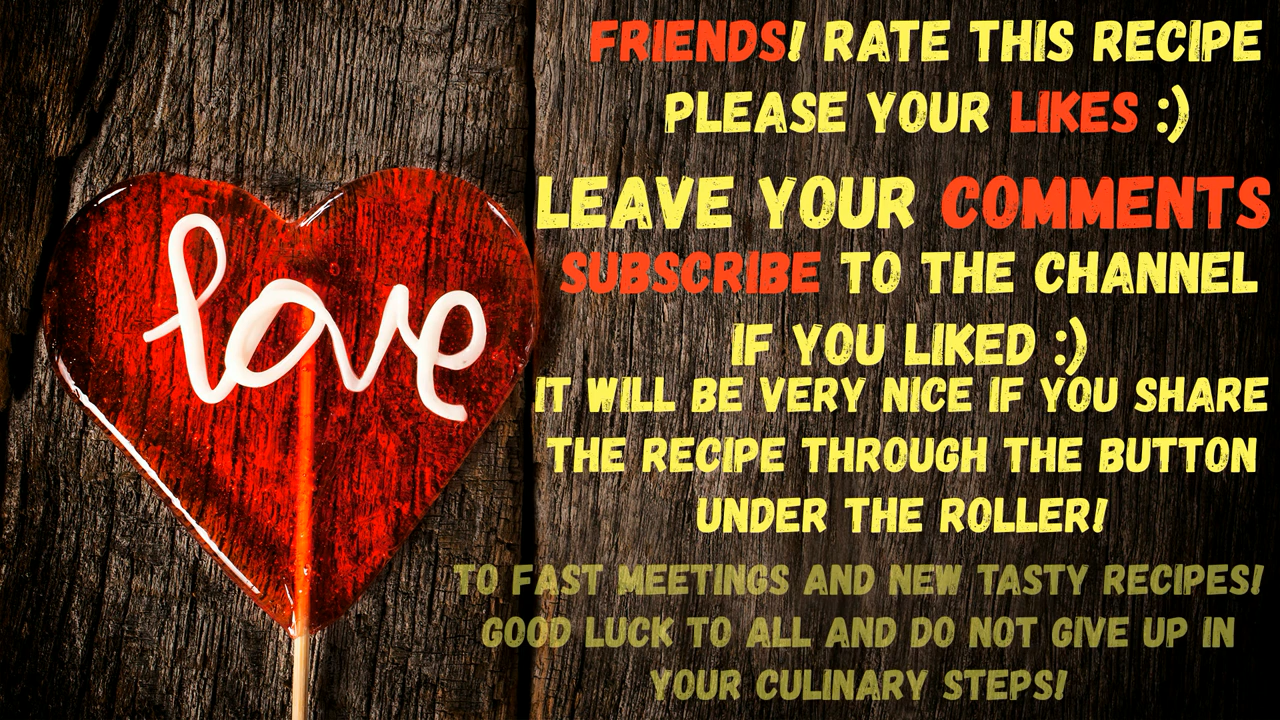 love
FRIENDS! RATE THIS RECIPE
PLEASE YOUR LIKES :)
LEAVE YOUR COMMENTS
SUBSCRIBE TO THE CHANNEL
IF YOU LIKED :)
IT WILL BE VERY NICE IF YOU SHARE
THE RECIPE THROUGH THE BUTTON
UNDER THE ROLLER!
TO FAST MEETINGS AND NEW TASTY RECIPES!
GOOD LUCK TO ALL AND DO NOT GIVE UP IN
YOUR CULINARY STEPS!